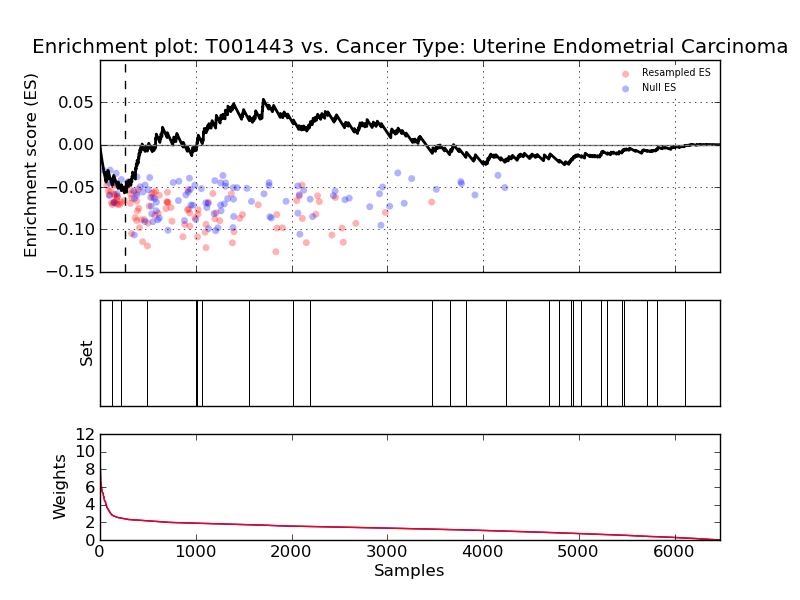 Enrichment plot: T001443 vs. Cancer Type: Uterine Endometrial Carcinoma
Enrichment score (ES)
0.05
0.00
−0.05
−0.10
−0.15
Resampled ES
Null ES
Set
Weights
12
10
8
6
4
2
0
0 1000 2000 3000 4000 5000 6000
Samples